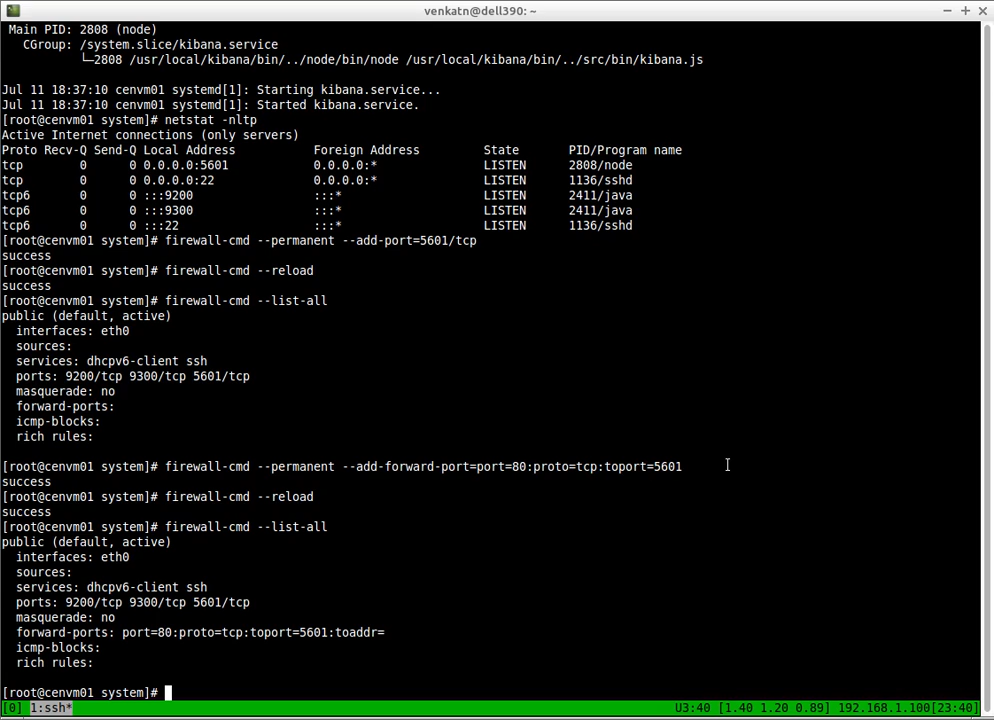 venkatn@dell390: ~
Main PID: 2808 (node)
CGroup: /system.slice/kibana.service
└─2808 /usr/local/kibana/bin/../node/bin/node /usr/local/kibana/bin/../src/bin/kibana.js
Jul 11 18:37:10 cenvm01 systemd[1]: Starting kibana.service...
Jul 11 18:37:10 cenvm01 systemd[1]: Started kibana.service.
[root@cenvm01 system]# netstat -nltp
Active Internet connections (only servers)
Proto Recv-Q Send-Q Local Address           Foreign Address         State       PID/Program name
tcp        0      0 0.0.0.0:5601            0.0.0.0:*               LISTEN      2808/node
tcp        0      0 0.0.0.0:22              0.0.0.0:*               LISTEN      1136/sshd
tcp6       0      0 :::9200                 :::*                    LISTEN      2411/java
tcp6       0      0 :::9300                 :::*                    LISTEN      2411/java
tcp6       0      0 :::22                   :::*                    LISTEN      1136/sshd
[root@cenvm01 system]# firewall-cmd --permanent --add-port=5601/tcp
success
[root@cenvm01 system]# firewall-cmd --reload
success
[root@cenvm01 system]# firewall-cmd --list-all
public (default, active)
interfaces: eth0
sources:
services: dhcpv6-client ssh
ports: 9200/tcp 9300/tcp 5601/tcp
masquerade: no
forward-ports:
icmp-blocks:
rich rules:
[root@cenvm01 system]# firewall-cmd --permanent --add-forward-port=port=80:proto=tcp:toport=5601
success
[root@cenvm01 system]# firewall-cmd --reload
success
[root@cenvm01 system]# firewall-cmd --list-all
public (default, active)
interfaces: eth0
sources:
services: dhcpv6-client ssh
ports: 9200/tcp 9300/tcp 5601/tcp
masquerade: no
forward-ports: port=80:proto=tcp:toport=5601:toaddr=
icmp-blocks:
rich rules:
[root@cenvm01 system]#
[0] 1:ssh* U3:40 [1.40 1.20 0.89] 192.168.1.100[23:40]